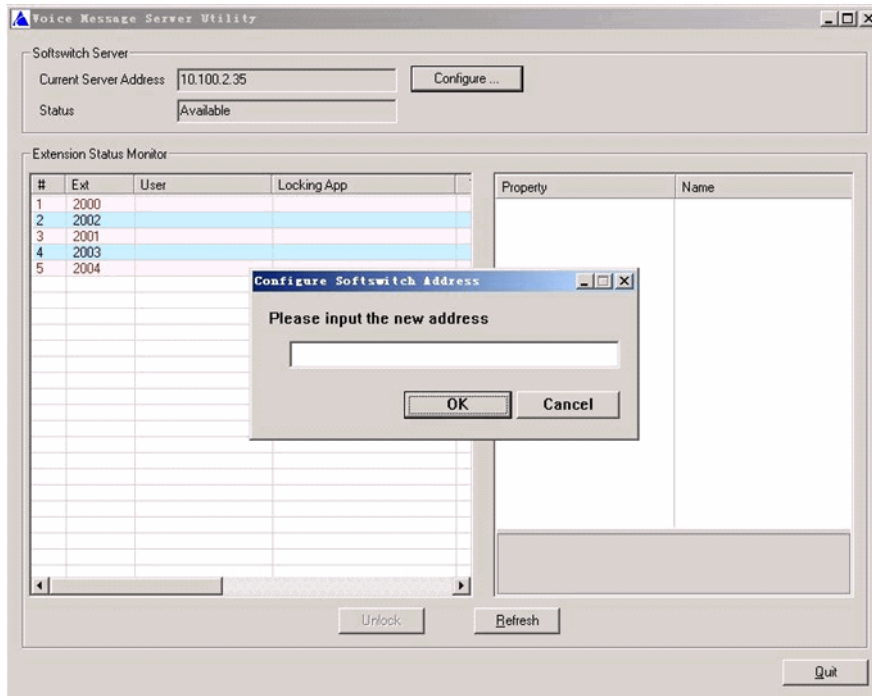 Voice Message Server Utility
Softswitch Server
Current Server Address 10.100.2.35 Configure ...
Status Available
Extension Status Monitor
# Ext User Locking App Property Name
1 2000
2 2002
3 2001
4 2003
5 2004
Configure Softswitch Address
Please input the new address
OK Cancel
Unlock Refresh
Quit